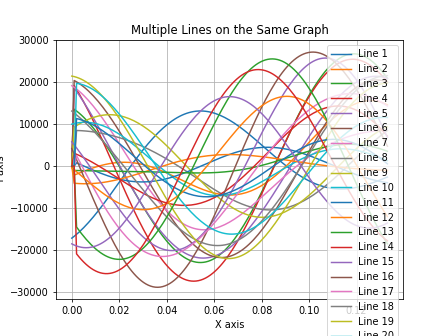 Multiple Lines on the Same Graph
30000
20000
10000
0
−10000
−20000
−30000
0.00
0.02
0.04
0.06
0.08
0.10
X axis
Line 1
Line 2
Line 3
Line 4
Line 5
Line 6
Line 7
Line 8
Line 9
Line 10
Line 11
Line 12
Line 13
Line 14
Line 15
Line 16
Line 17
Line 18
Line 19
Line 20